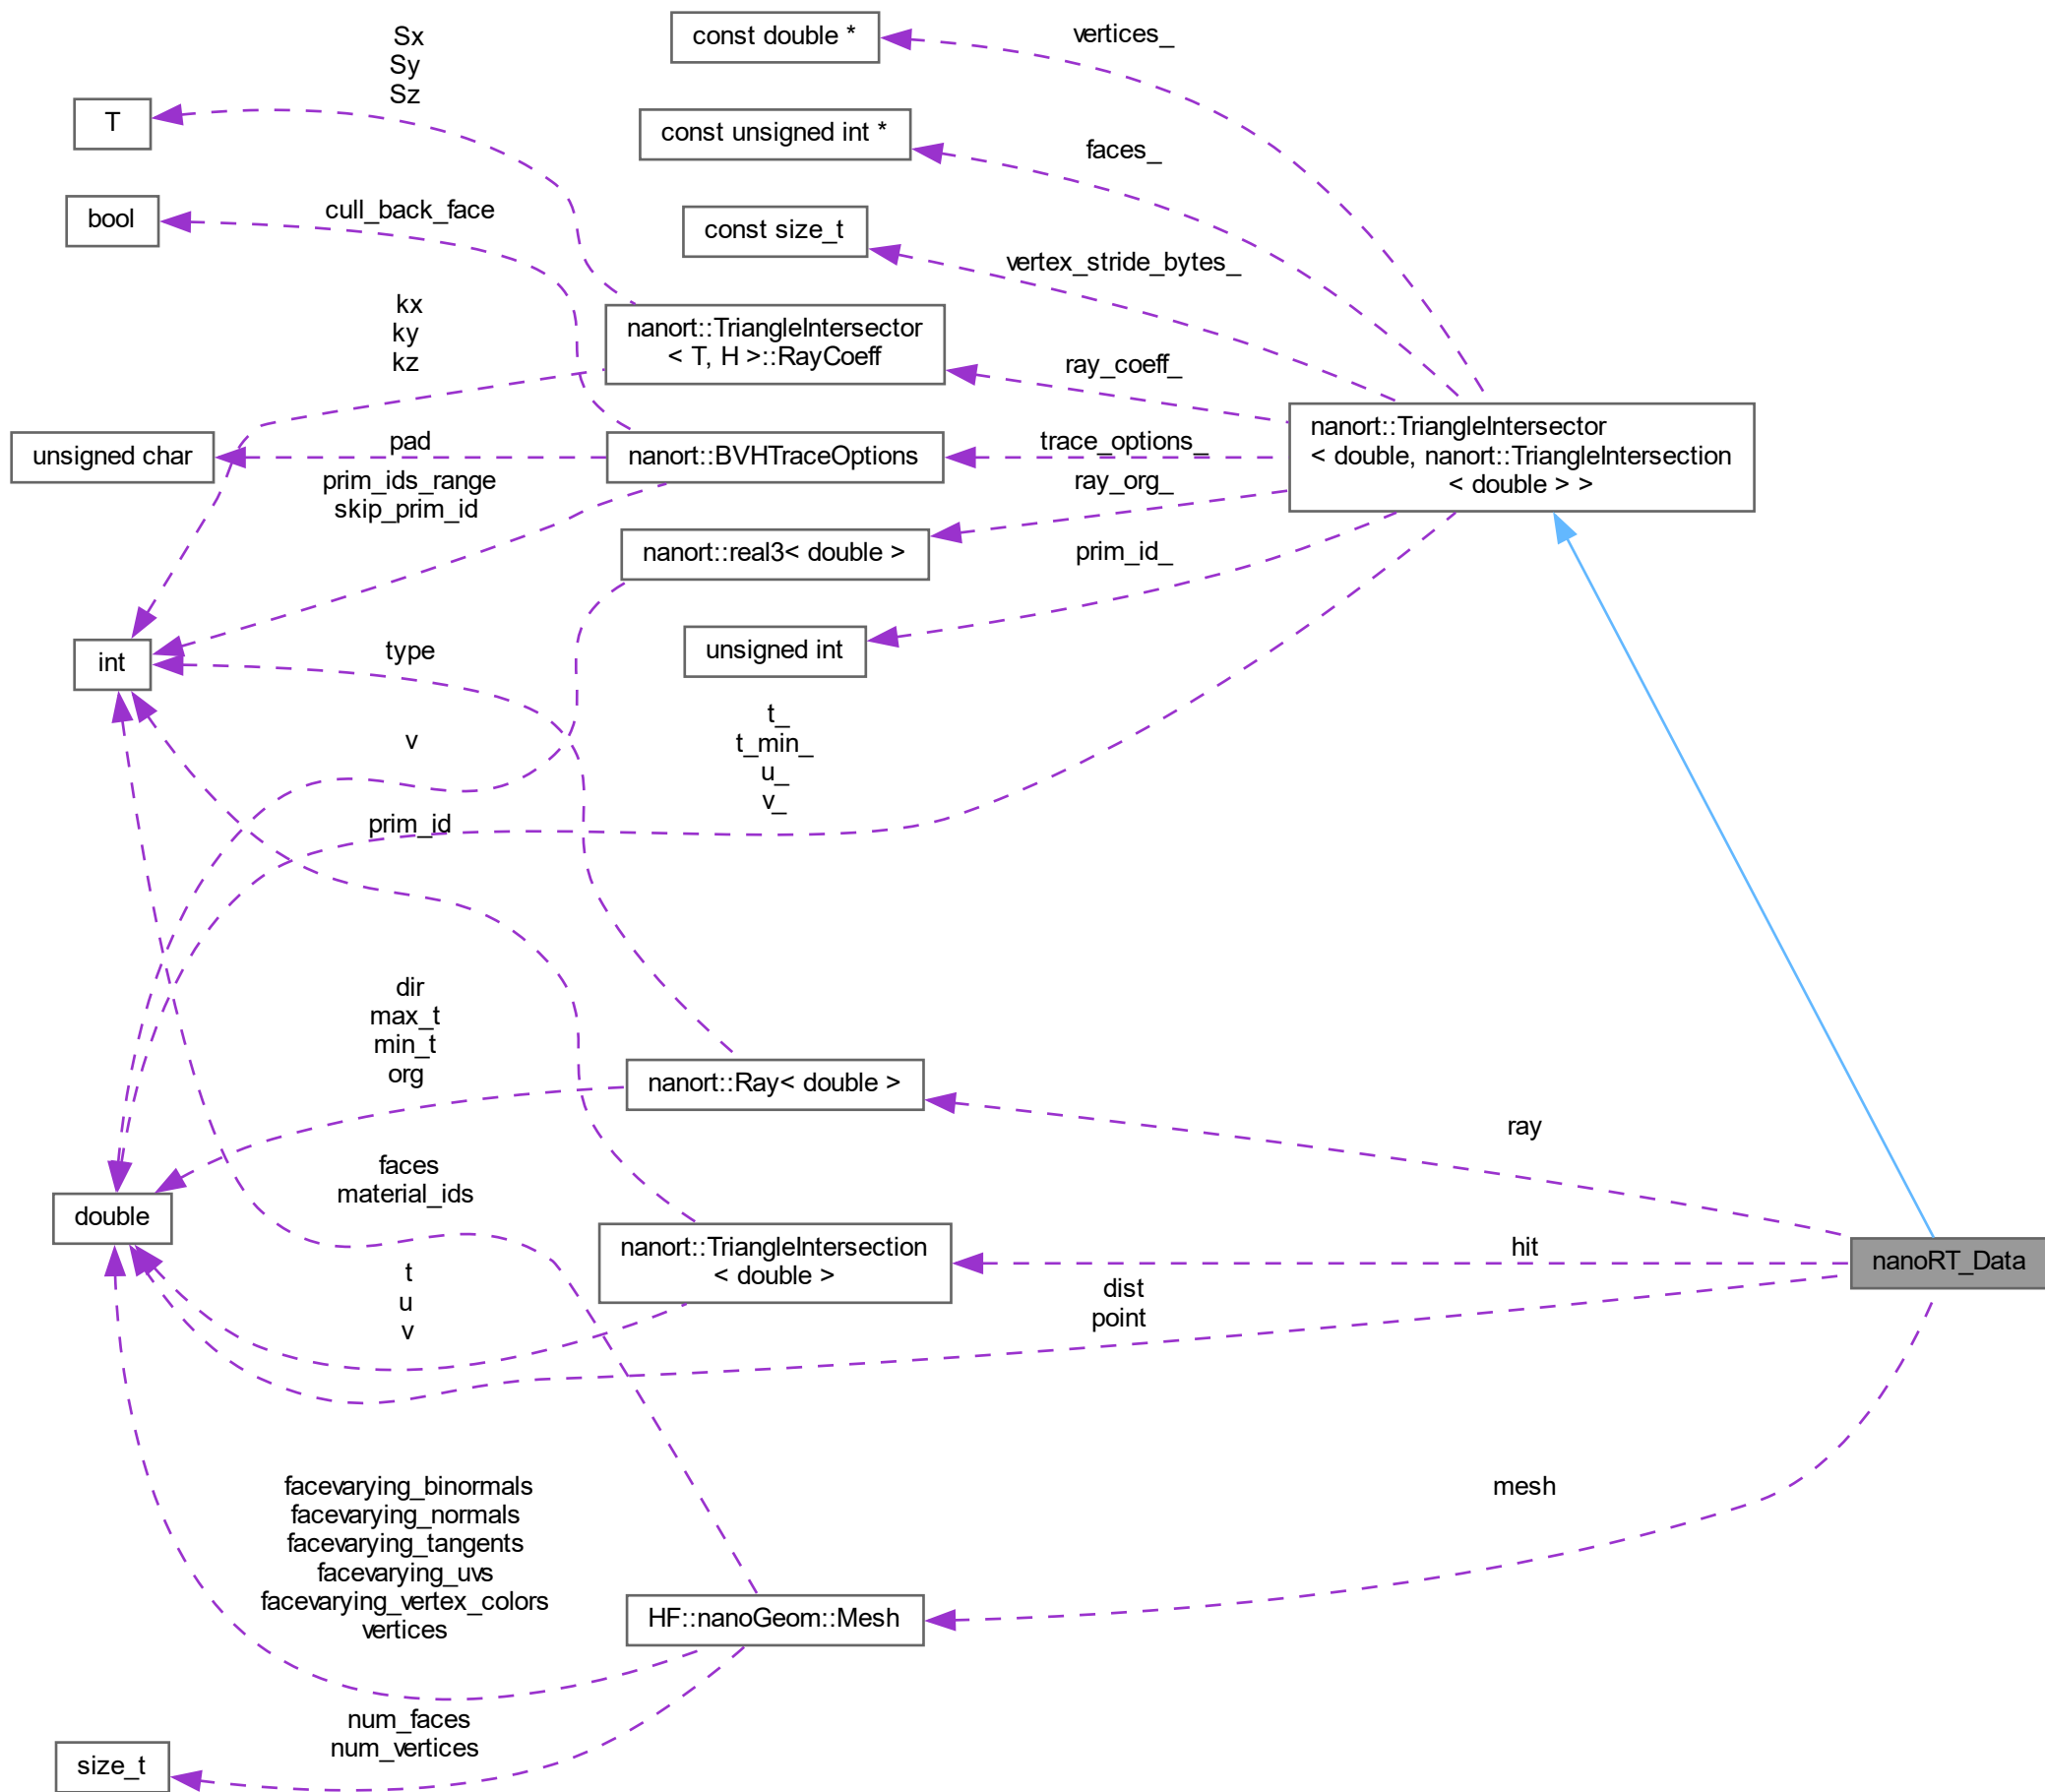 const double *
vertices_
Sx
Sy
Sz
T
const unsigned int *
faces_
bool
cull_back_face
const size_t
vertex_stride_bytes_
kx
ky
kz
nanort::TriangleIntersector
< T, H >::RayCoeff
ray_coeff_
nanort::TriangleIntersector
< double, nanort::TriangleIntersection
< double > >
unsigned char
pad
nanort::BVHTraceOptions
trace_options_
prim_ids_range
skip_prim_id
ray_org_
nanort::real3< double >
prim_id_
int
type
unsigned int
v
t_
t_min_
u_
v_
prim_id
dir
max_t
min_t
org
nanort::Ray< double >
ray
faces
material_ids
double
nanort::TriangleIntersection
< double >
hit
nanoRT_Data
t
u
v
dist
point
facevarying_binormals
facevarying_normals
facevarying_tangents
facevarying_uvs
facevarying_vertex_colors
vertices
mesh
HF::nanoGeom::Mesh
num_faces
num_vertices
size_t